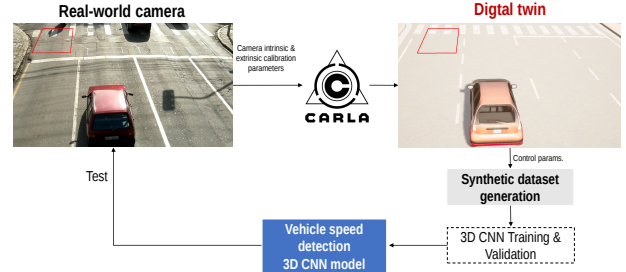 Real-world camera
Digtal twin
Camera intrinsic &
extrinsic calibration
parameters
CARLA
Control params.
Synthetic dataset
generation
3D CNN Training &
Validation
Vehicle speed
detection
3D CNN model
Test